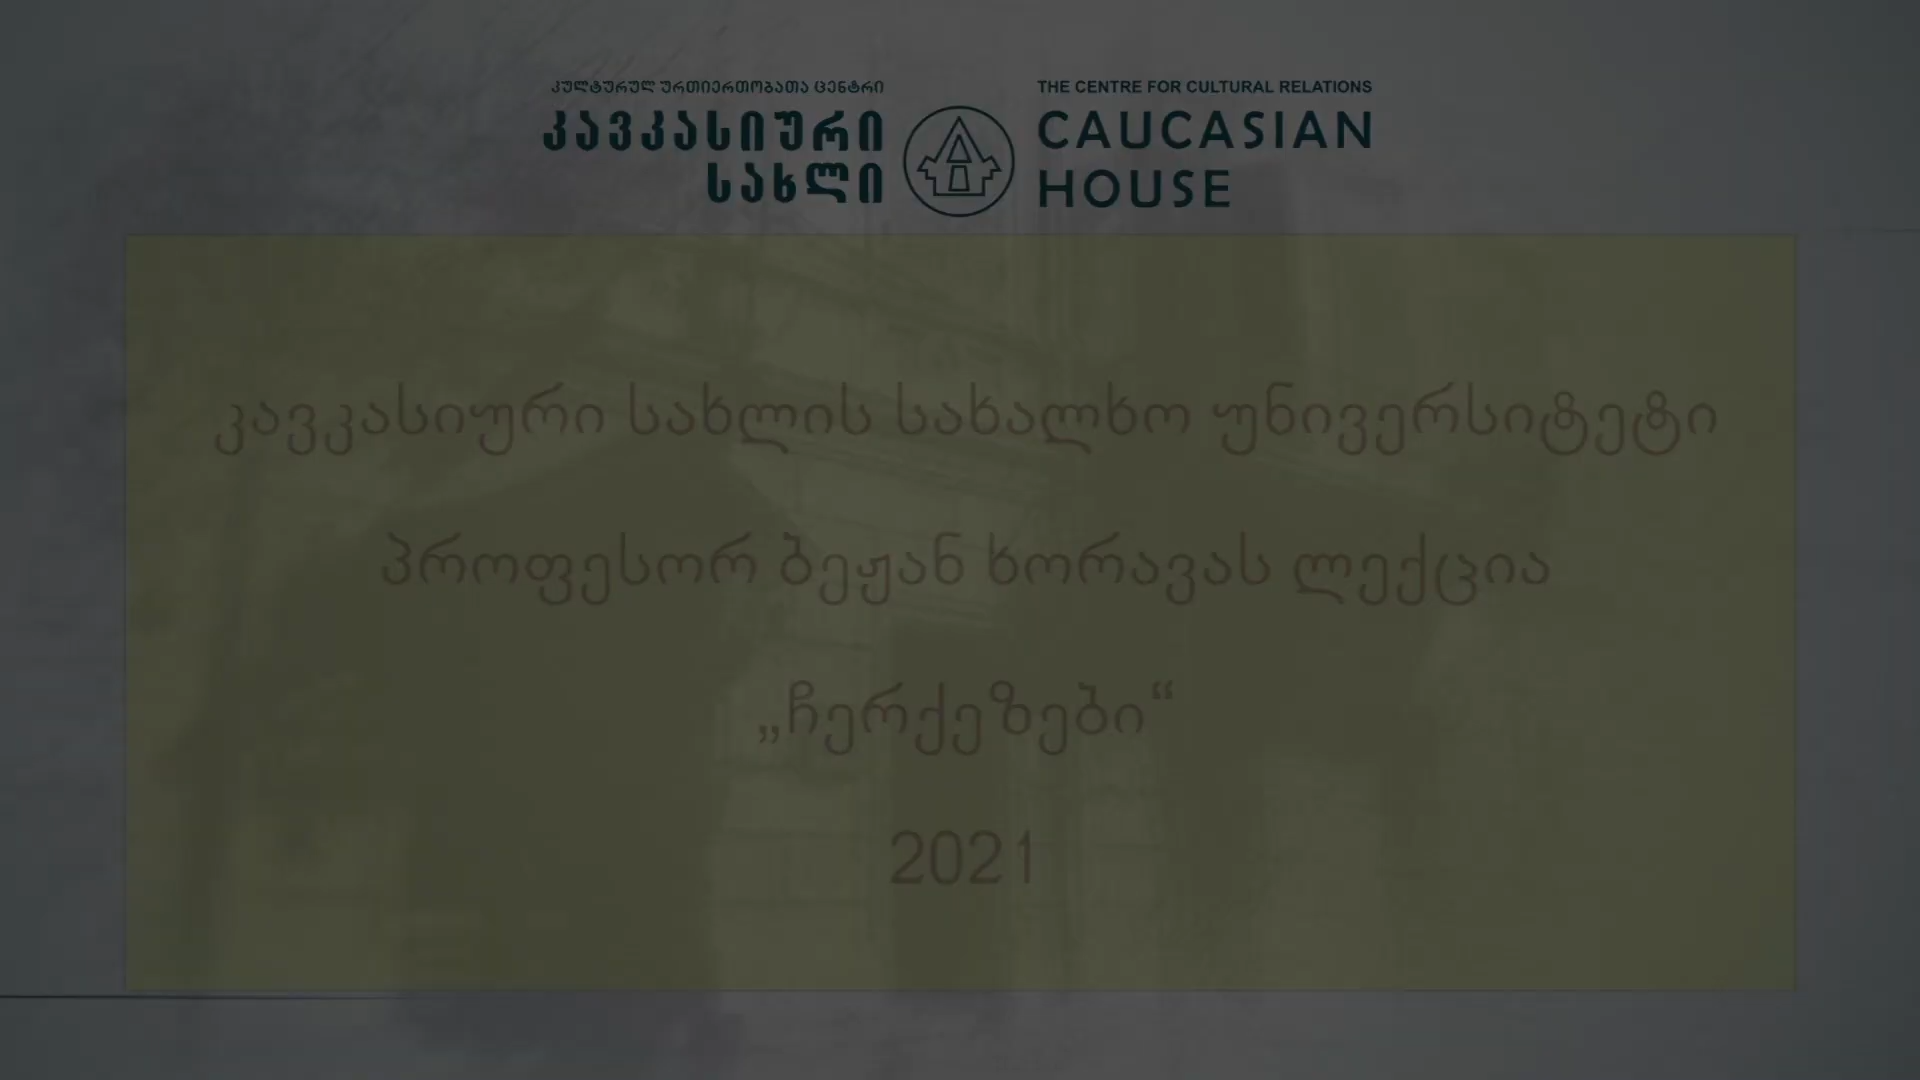 კულტურულ ურთიერთობათა ცენტრი
კავკასიური
სახლი
THE CENTRE FOR CULTURAL RELATIONS
CAUCASIAN
HOUSE
კავკასიური სახლის სახალხო უნივერსიტეტი
პროფესორ ბეჟან ხორავას ლექცია
„ჩერქეზები“
2021